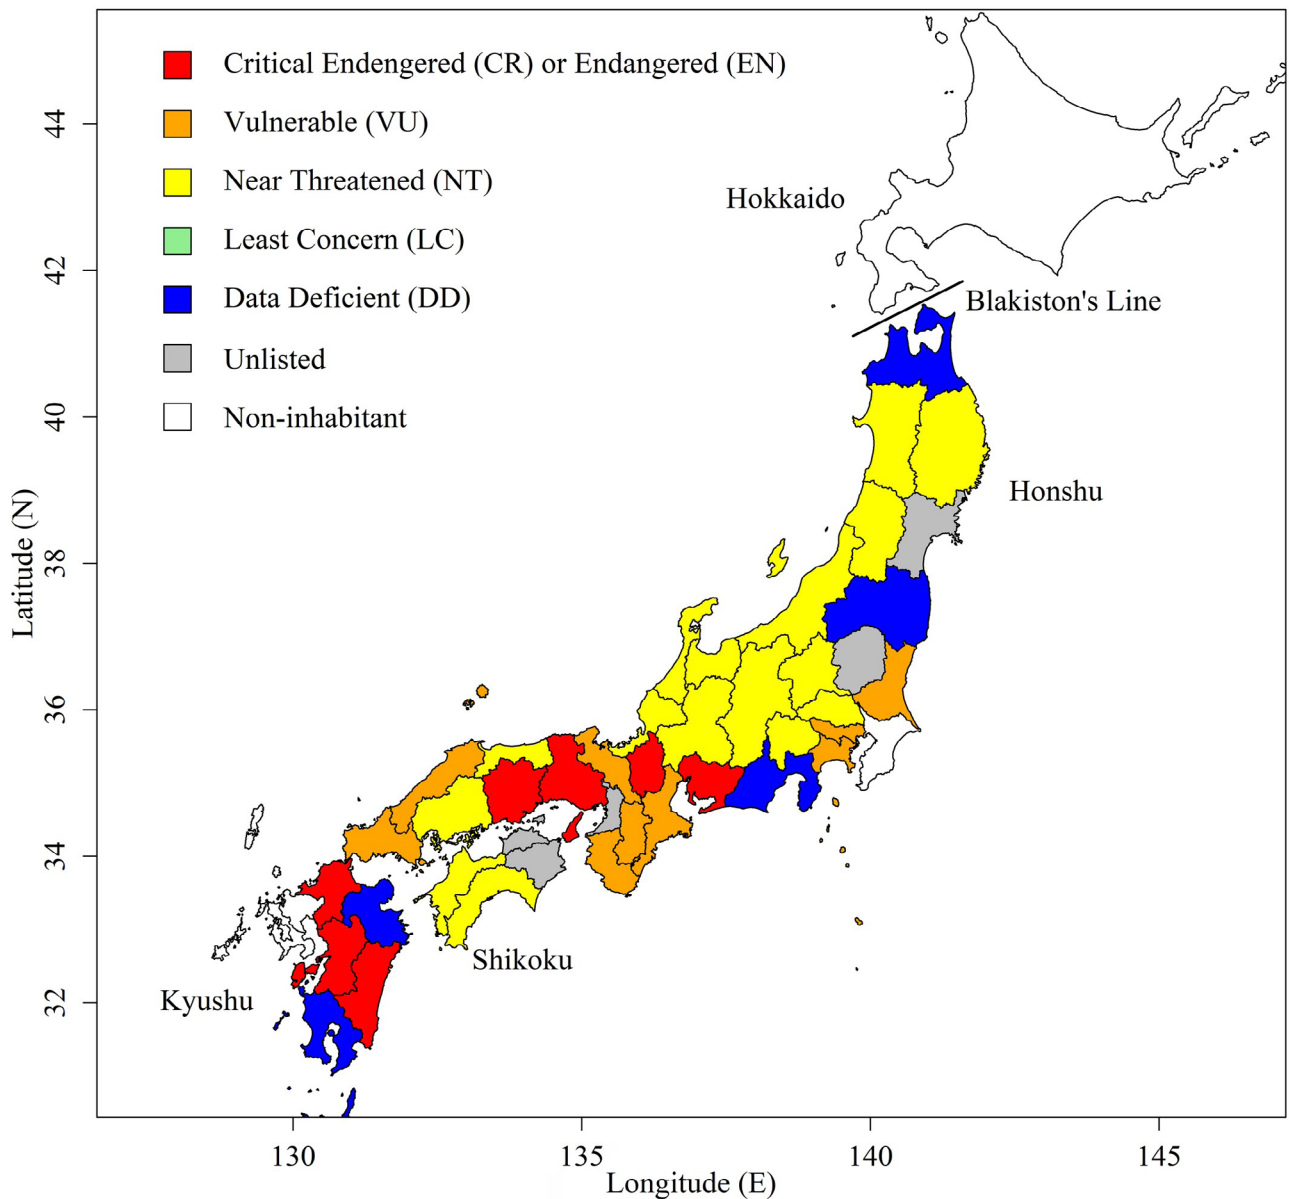 Critical Endengered (CR) or Endangered (EN)
Vulnerable (VU)
Near Threatened (NT)
Least Concern (LC)
Data Deficient (DD)
Unlisted
Non-inhabitant
Hokkaido
Blakiston's Line
Honshu
Shikoku
Kyushu
44
42
40
38
36
34
32
Latitude (N)
130
135
140
145
Longitude (E)